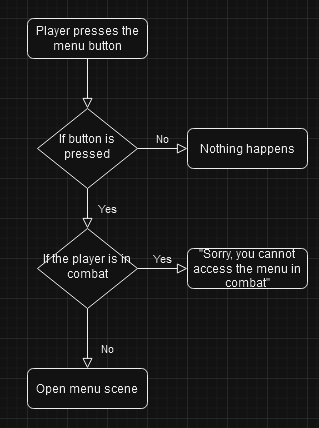 Player presses the
menu button
If button is
pressed
No
Nothing happens
Yes
If the player is in
combat
Yes
"Sorry, you cannot
access the menu in
combat"
No
Open menu scene